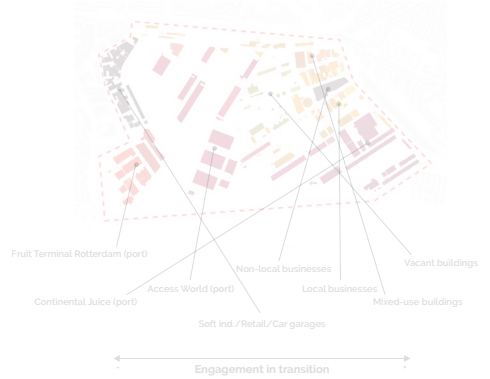 Fruit Terminal Rotterdam (port)
Vacant buildings
Non-local businesses
Access World (port)
Local businesses
Continental Juice (port)
Mixed-use buildings
Soft ind./Retail/Car garages
Engagement in transition
-